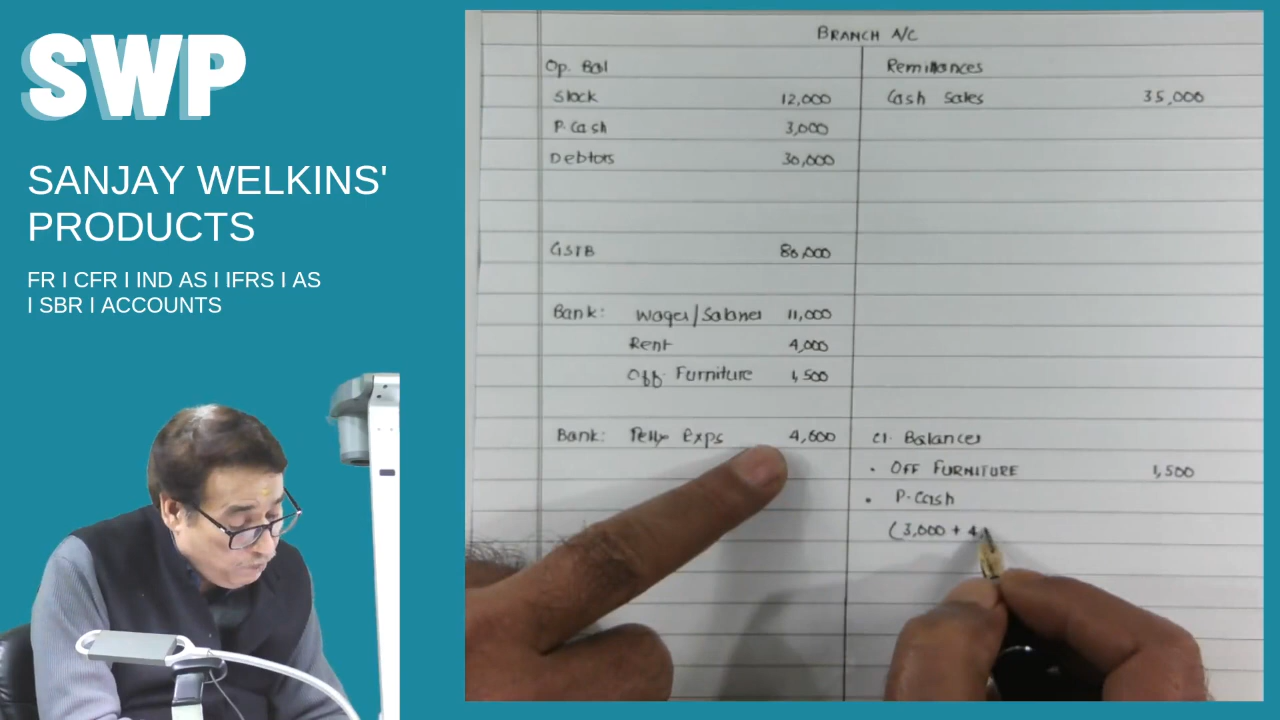 SWP
SANJAY WELKINS'
PRODUCTS
FR I CFR I IND AS I IFRS I AS
I SBR I ACCOUNTS
BRANCH A/C
Op. Bal
Remittances
Stock 12,000
Cash Sales 35,000
P. Cash 3,000
Debtors 30,000
GSTB 80,000
Bank: Wages/Salaries 11,000
Rent 4,000
Off Furniture 1,500
Bank: Petty Exps 4,600
Cl. Balances
• OFF FURNITURE 1,500
• P. Cash
(3,000 + 4,